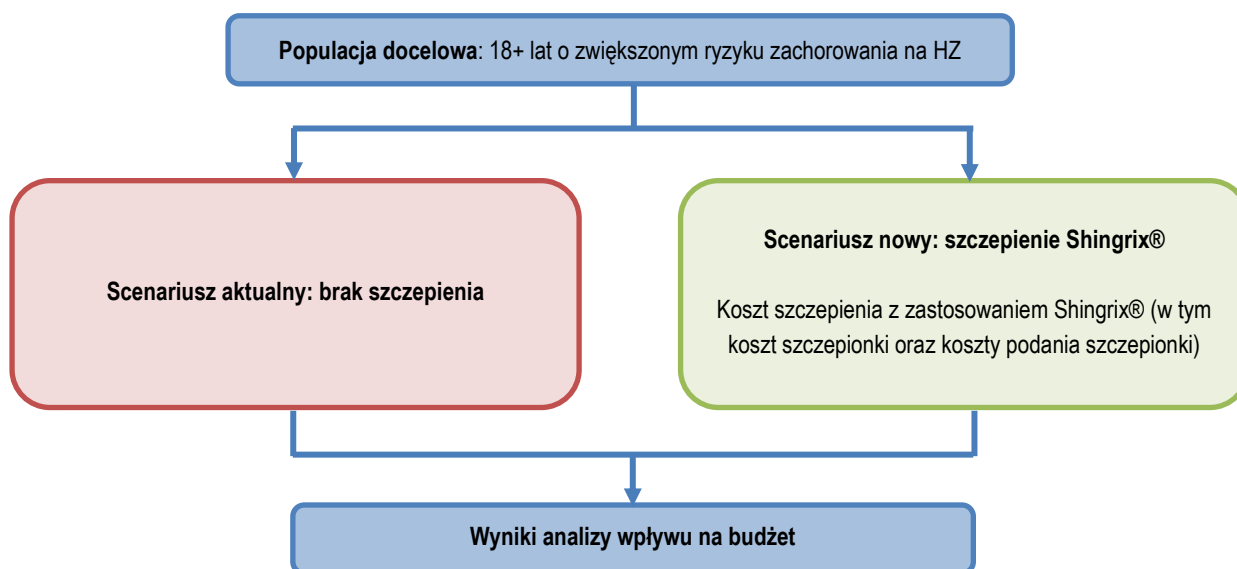 Populacja docelowa: 18+ lat o zwiększonym ryzyku zachorowania na HZ
Scenariusz aktualny: brak szczepienia
Scenariusz nowy: szczepienie Shingrix®
Koszt szczepienia z zastosowaniem Shingrix® (w tym
koszt szczepionki oraz koszty podania szczepionki)
Wyniki analizy wpływu na budżet